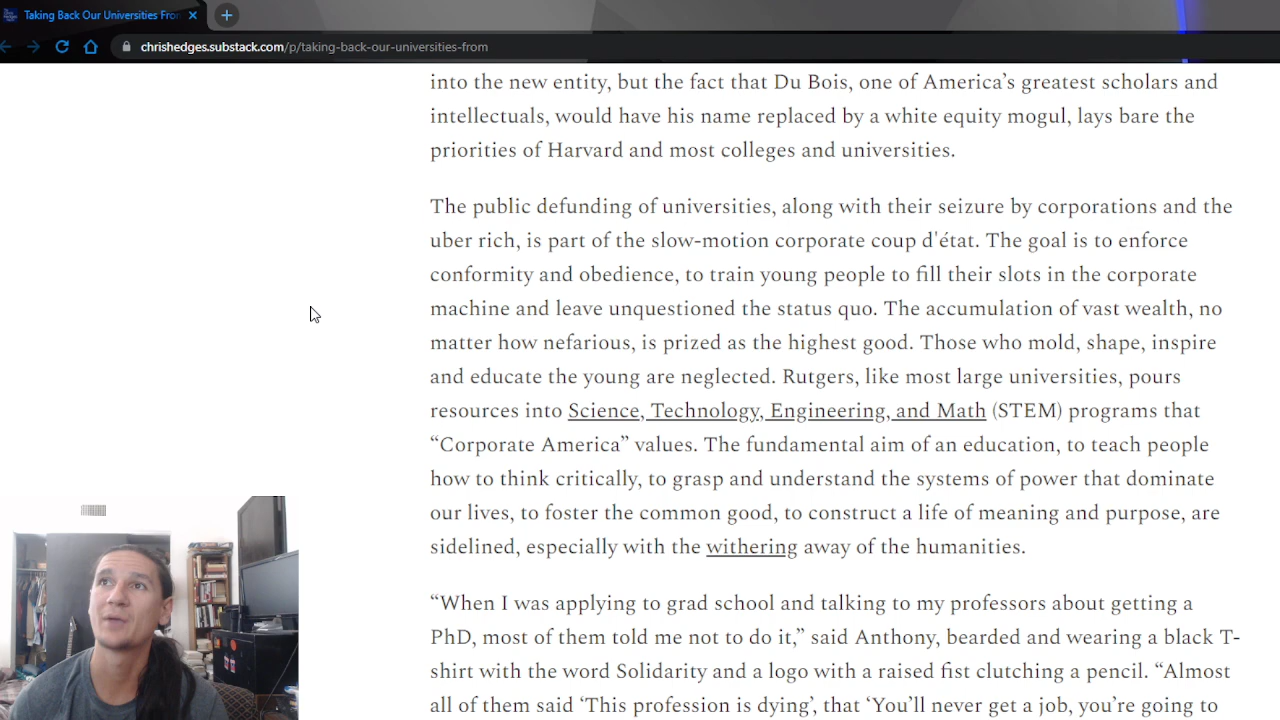 Taking Back Our Universities From
chrishedges.substack.com/p/taking-back-our-universities-from
into the new entity, but the fact that Du Bois, one of America’s greatest scholars and
intellectuals, would have his name replaced by a white equity mogul, lays bare the
priorities of Harvard and most colleges and universities.
The public defunding of universities, along with their seizure by corporations and the
uber rich, is part of the slow-motion corporate coup d'état. The goal is to enforce
conformity and obedience, to train young people to fill their slots in the corporate
machine and leave unquestioned the status quo. The accumulation of vast wealth, no
matter how nefarious, is prized as the highest good. Those who mold, shape, inspire
and educate the young are neglected. Rutgers, like most large universities, pours
resources into Science, Technology, Engineering, and Math (STEM) programs that
“Corporate America” values. The fundamental aim of an education, to teach people
how to think critically, to grasp and understand the systems of power that dominate
our lives, to foster the common good, to construct a life of meaning and purpose, are
sidelined, especially with the withering away of the humanities.
“When I was applying to grad school and talking to my professors about getting a
PhD, most of them told me not to do it,” said Anthony, bearded and wearing a black T-
shirt with the word Solidarity and a logo with a raised fist clutching a pencil. “Almost
all of them said ‘This profession is dying’, that ‘You’ll never get a job, you’re going to